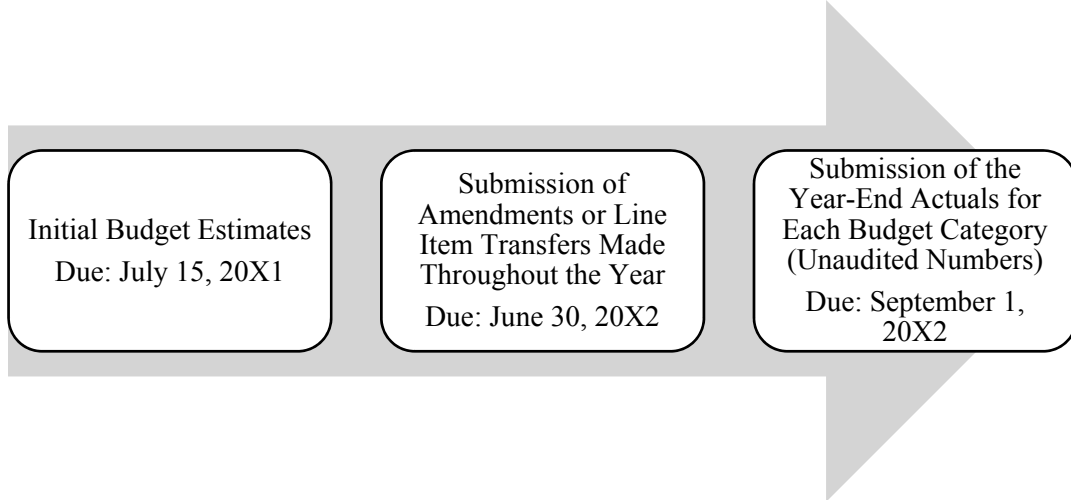 Initial Budget Estimates
Due: July 15, 20X1
Submission of
Amendments or Line
Item Transfers Made
Throughout the Year
Due: June 30, 20X2
Submission of the
Year-End Actuals for
Each Budget Category
(Unaudited Numbers)
Due: September 1,
20X2